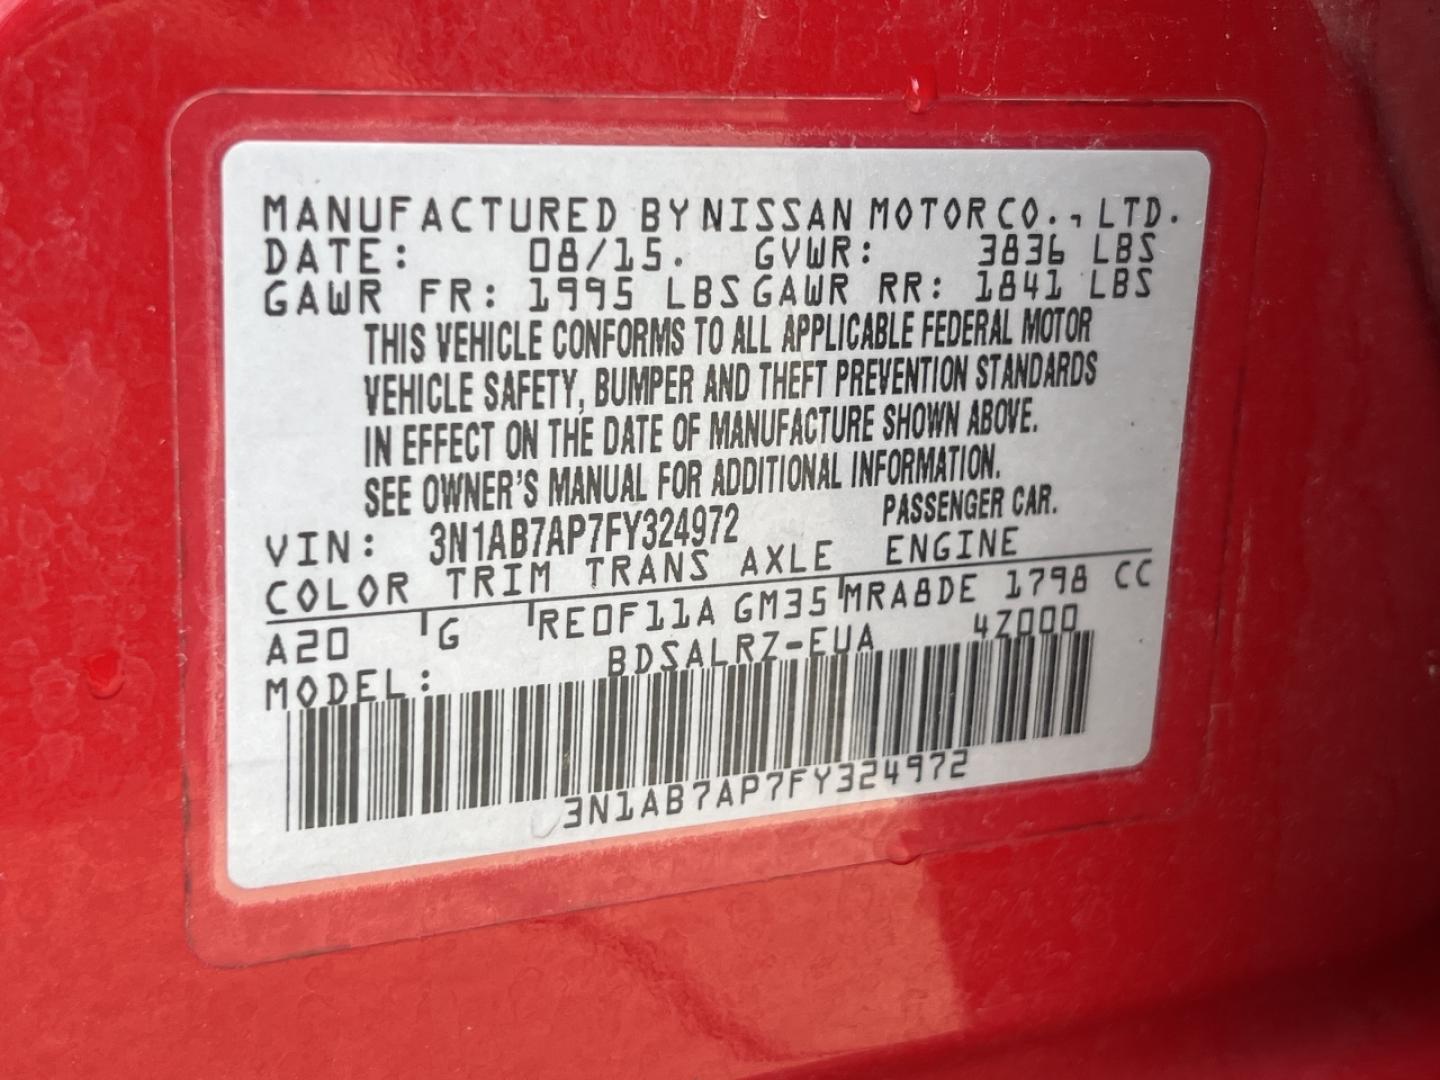 MANUFACTURED BY NISSAN MOTOR CO., LTD.
DATE: 08/15. GVWR: 3836 LBS
GAWR FR: 1995 LBS GAWR RR: 1841 LBS
THIS VEHICLE CONFORMS TO ALL APPLICABLE FEDERAL MOTOR
VEHICLE SAFETY, BUMPER AND THEFT PREVENTION STANDARDS
IN EFFECT ON THE DATE OF MANUFACTURE SHOWN ABOVE.
SEE OWNER'S MANUAL FOR ADDITIONAL INFORMATION.
VIN: 3N1AB7AP7FY324972 PASSENGER CAR.
COLOR TRIM TRANS AXLE ENGINE
A20 G RE0F11A GM35 MRA8DE 1798 CC
MODEL: BDSALRZ-EUA 4Z000
3N1AB7AP7FY324972